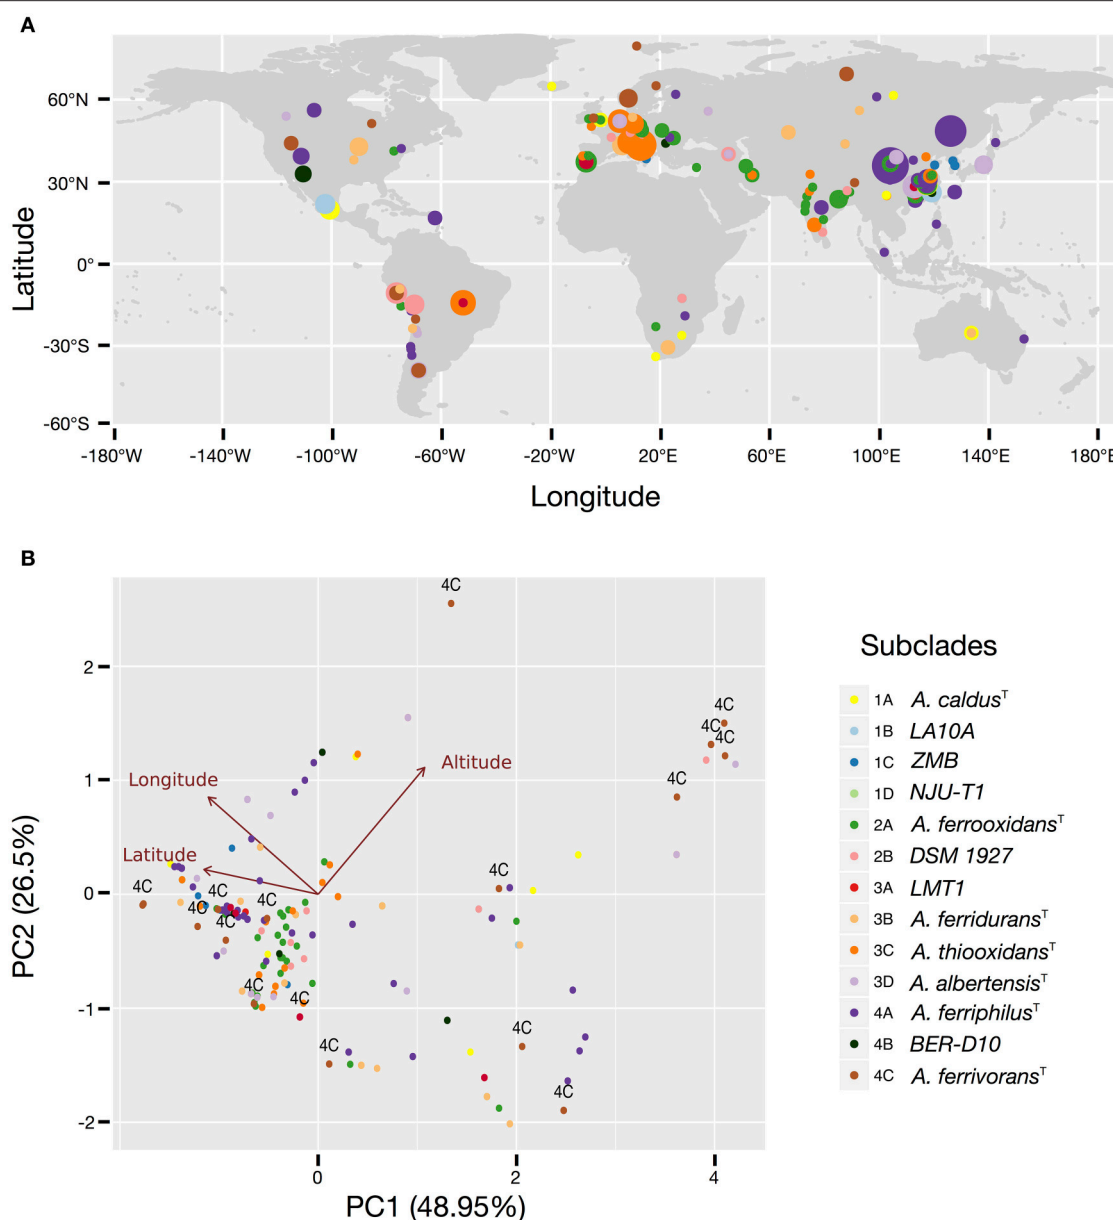 A
60°N
30°N
0°
-30°S
-60°S
Latitude
-180°W
-140°W
-100°W
-60°W
-20°W
20°E
60°E
100°E
140°E
180°E
Longitude
B
4C
4C
4C
4C
Altitude
4C
Longitude
Latitude
4C
4C
4C
4C
4C
4C
4C
4C
4C
4C
4C
2
1
0
-1
-2
PC2 (26.5%)
0
2
4
PC1 (48.95%)
Subclades
1A A. caldusT
1B LA10A
1C ZMB
1D NJU-T1
2A A. ferrooxidansT
2B DSM 1927
3A LMT1
3B A. ferriduransT
3C A. thiooxidansT
3D A. albertensisT
4A A. ferriphilusT
4B BER-D10
4C A. ferrivoransT